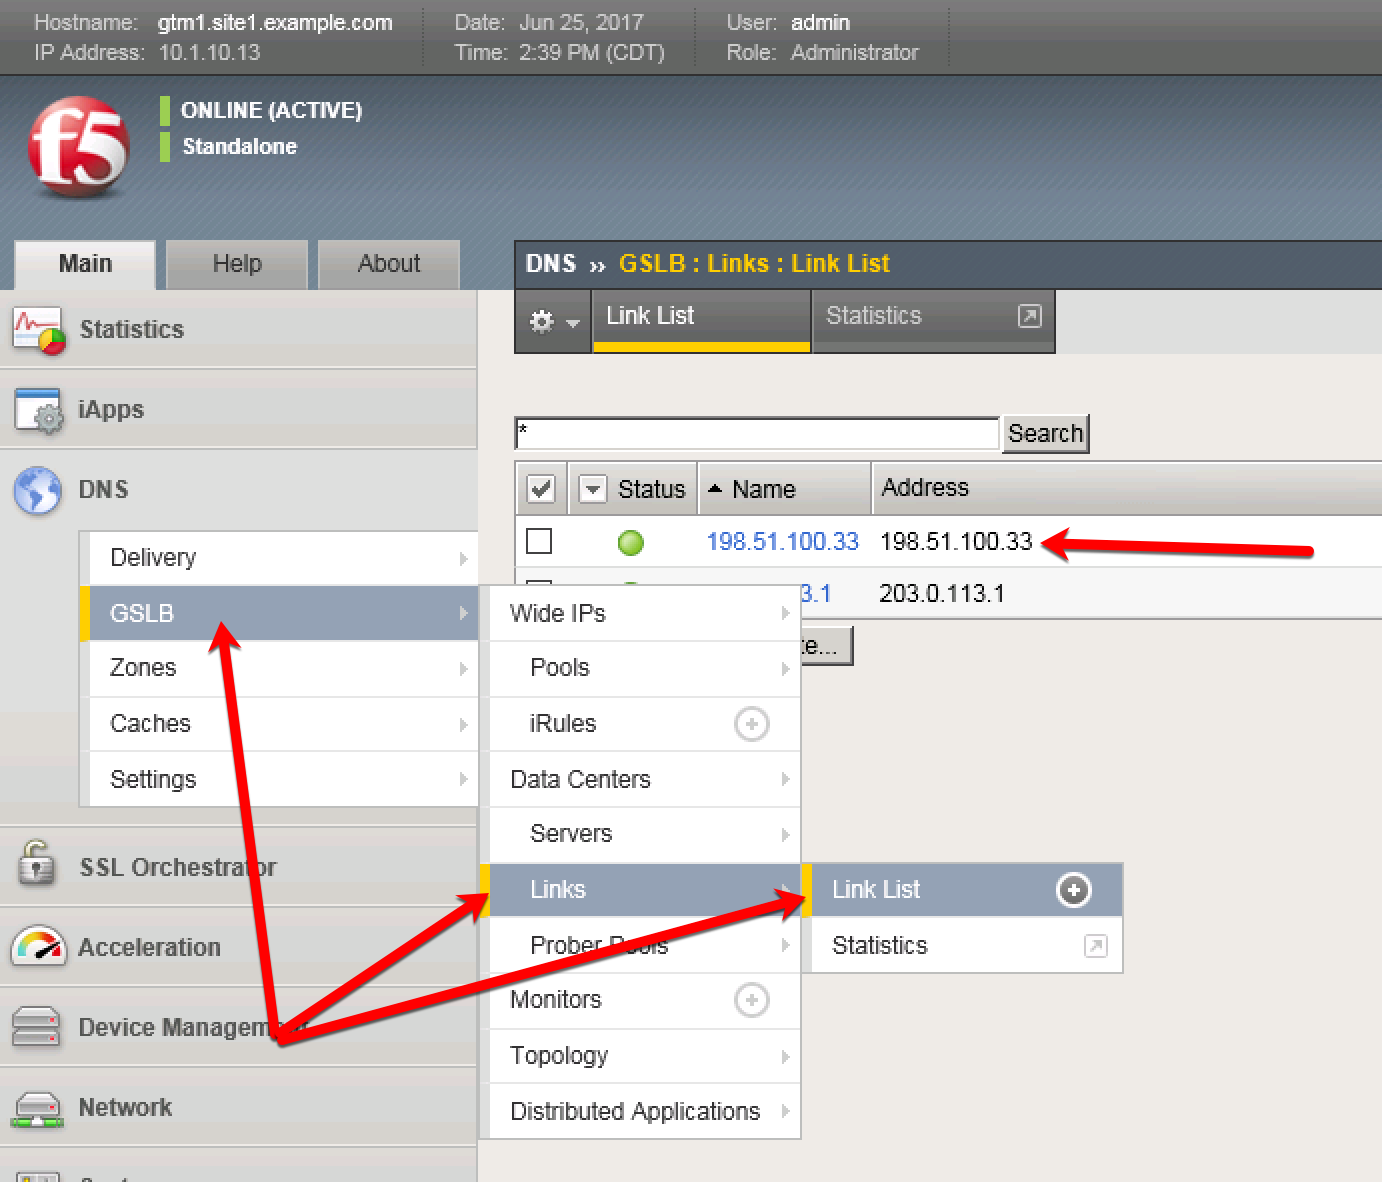 Hostname: gtm1.site1.example.com Date: Jun 25, 2017 User: admin
IP Address: 10.1.10.13 Time: 2:39 PM (CDT) Role: Administrator
f5
ONLINE (ACTIVE)
Standalone
Main Help About
DNS » GSLB : Links : Link List
Link List Statistics
Statistics
iApps
DNS
Delivery
GSLB
Zones
Caches
Settings
SSL Orchestrator
Acceleration
Device Management
Network
* Search
Status Name Address
198.51.100.33 198.51.100.33
3.1 203.0.113.1
te...
Wide IPs
Pools
iRules
Data Centers
Servers
Links
Prober Pools
Monitors
Topology
Distributed Applications
Link List
Statistics